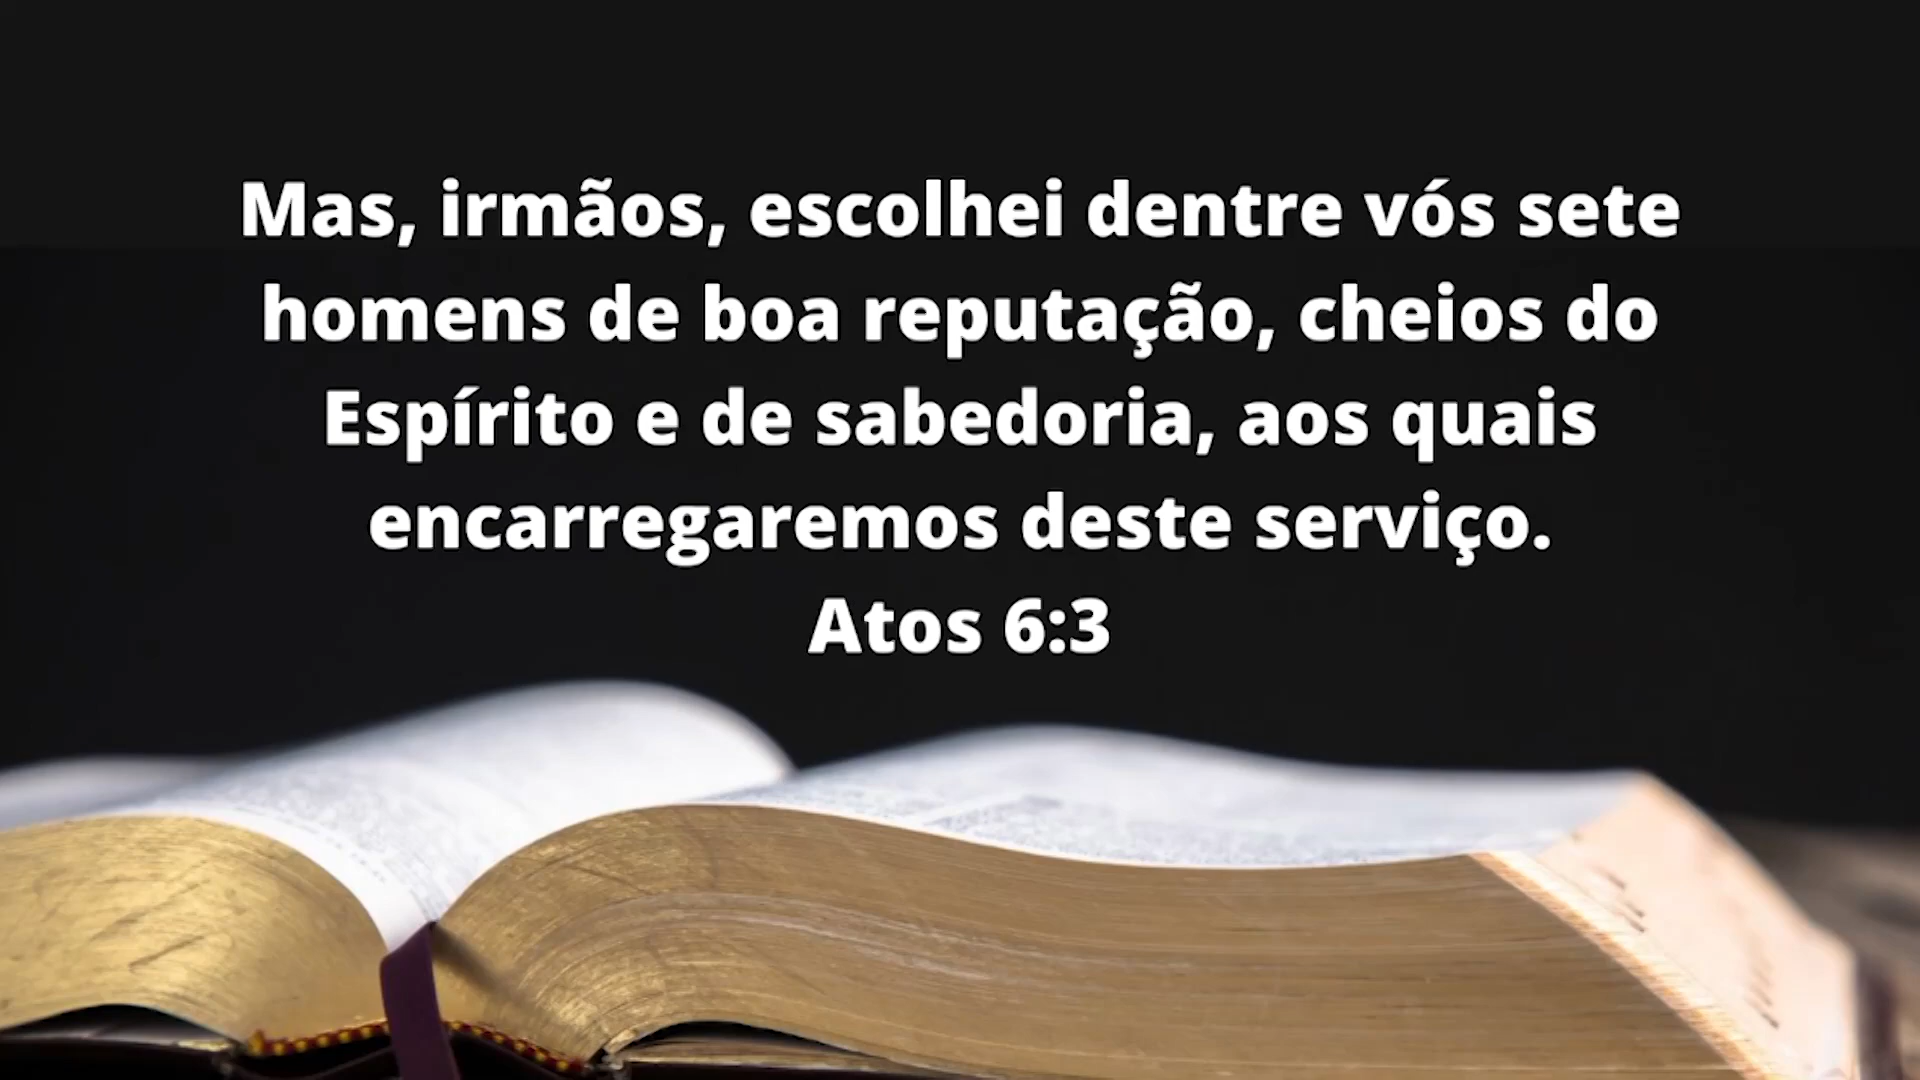 Mas, irmãos, escolhei dentre vós sete
homens de boa reputação, cheios do
Espírito e de sabedoria, aos quais
encarregaremos deste serviço.
Atos 6:3